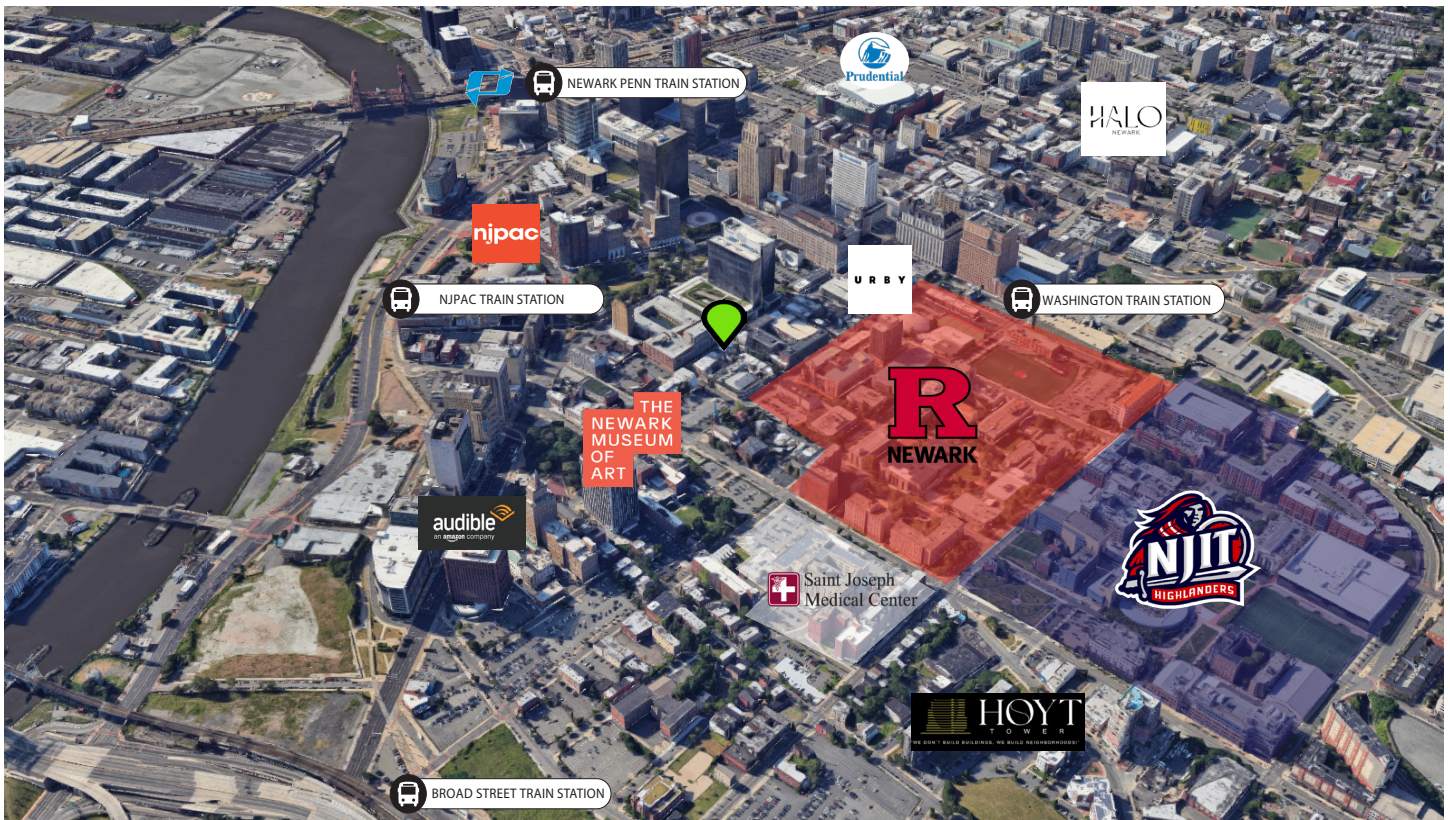 NEWARK PENN TRAIN STATION
Prudential
HALO
NEWARK
njpac
NJPAC TRAIN STATION
URBY
WASHINGTON TRAIN STATION
R
NEWARK
THE
NEWARK
MUSEUM
OF
ART
audible
an amazon company
NJIT
HIGHLANDERS
Saint Joseph
Medical Center
HOYT
TOWER
"WE DON'T BUILD BUILDINGS, WE BUILD NEIGHBORHOODS!"
BROAD STREET TRAIN STATION